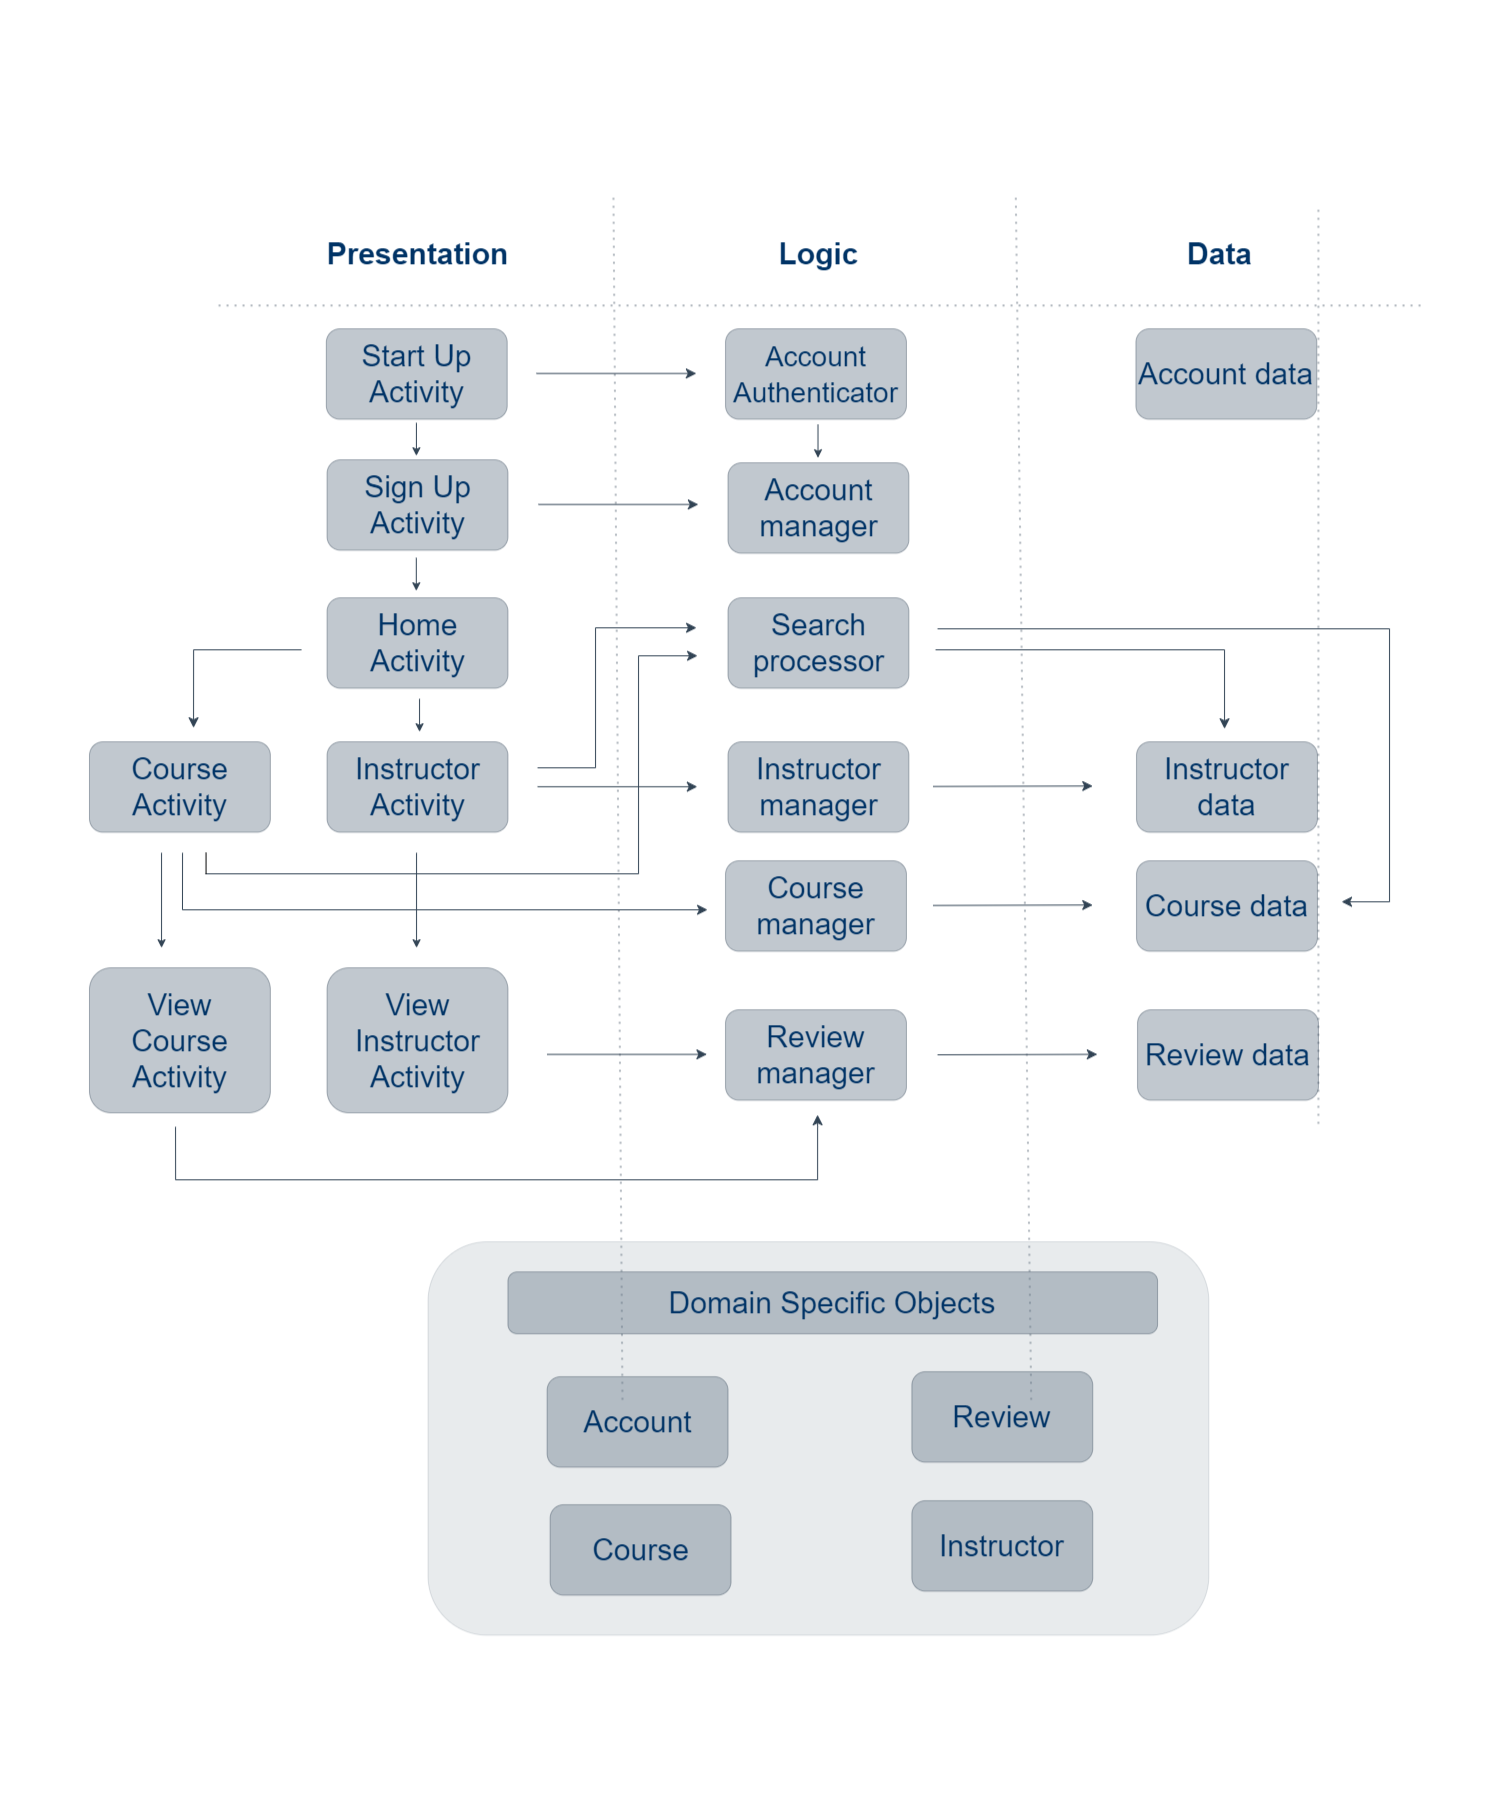 Presentation
Logic
Data
Start Up
Activity
Account
Authenticator
Account data
Sign Up
Activity
Account
manager
Home
Activity
Search
processor
Course
Activity
Instructor
Activity
Instructor
manager
Instructor
data
Course
manager
Course data
View
Course
Activity
View
Instructor
Activity
Review
manager
Review data
Domain Specific Objects
Account
Review
Course
Instructor